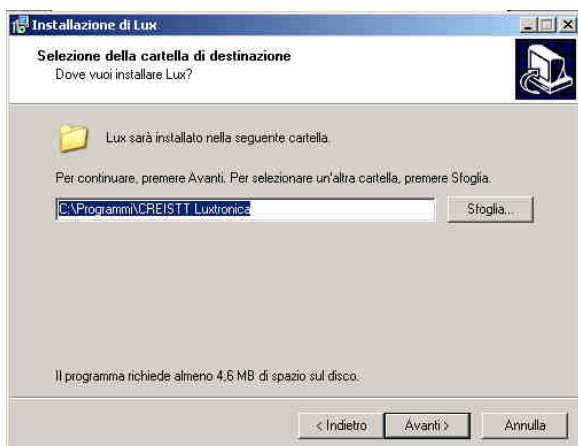 Installazione di Lux
Selezione della cartella di destinazione
Dove vuoi installare Lux?
Lux sarà installato nella seguente cartella.
Per continuare, premere Avanti. Per selezionare un'altra cartella, premere Sfoglia.
C:\Programmi\CREISTT Luxtronica
Sfoglia...
Il programma richiede almeno 4,6 MB di spazio sul disco.
< Indietro
Avanti >
Annulla